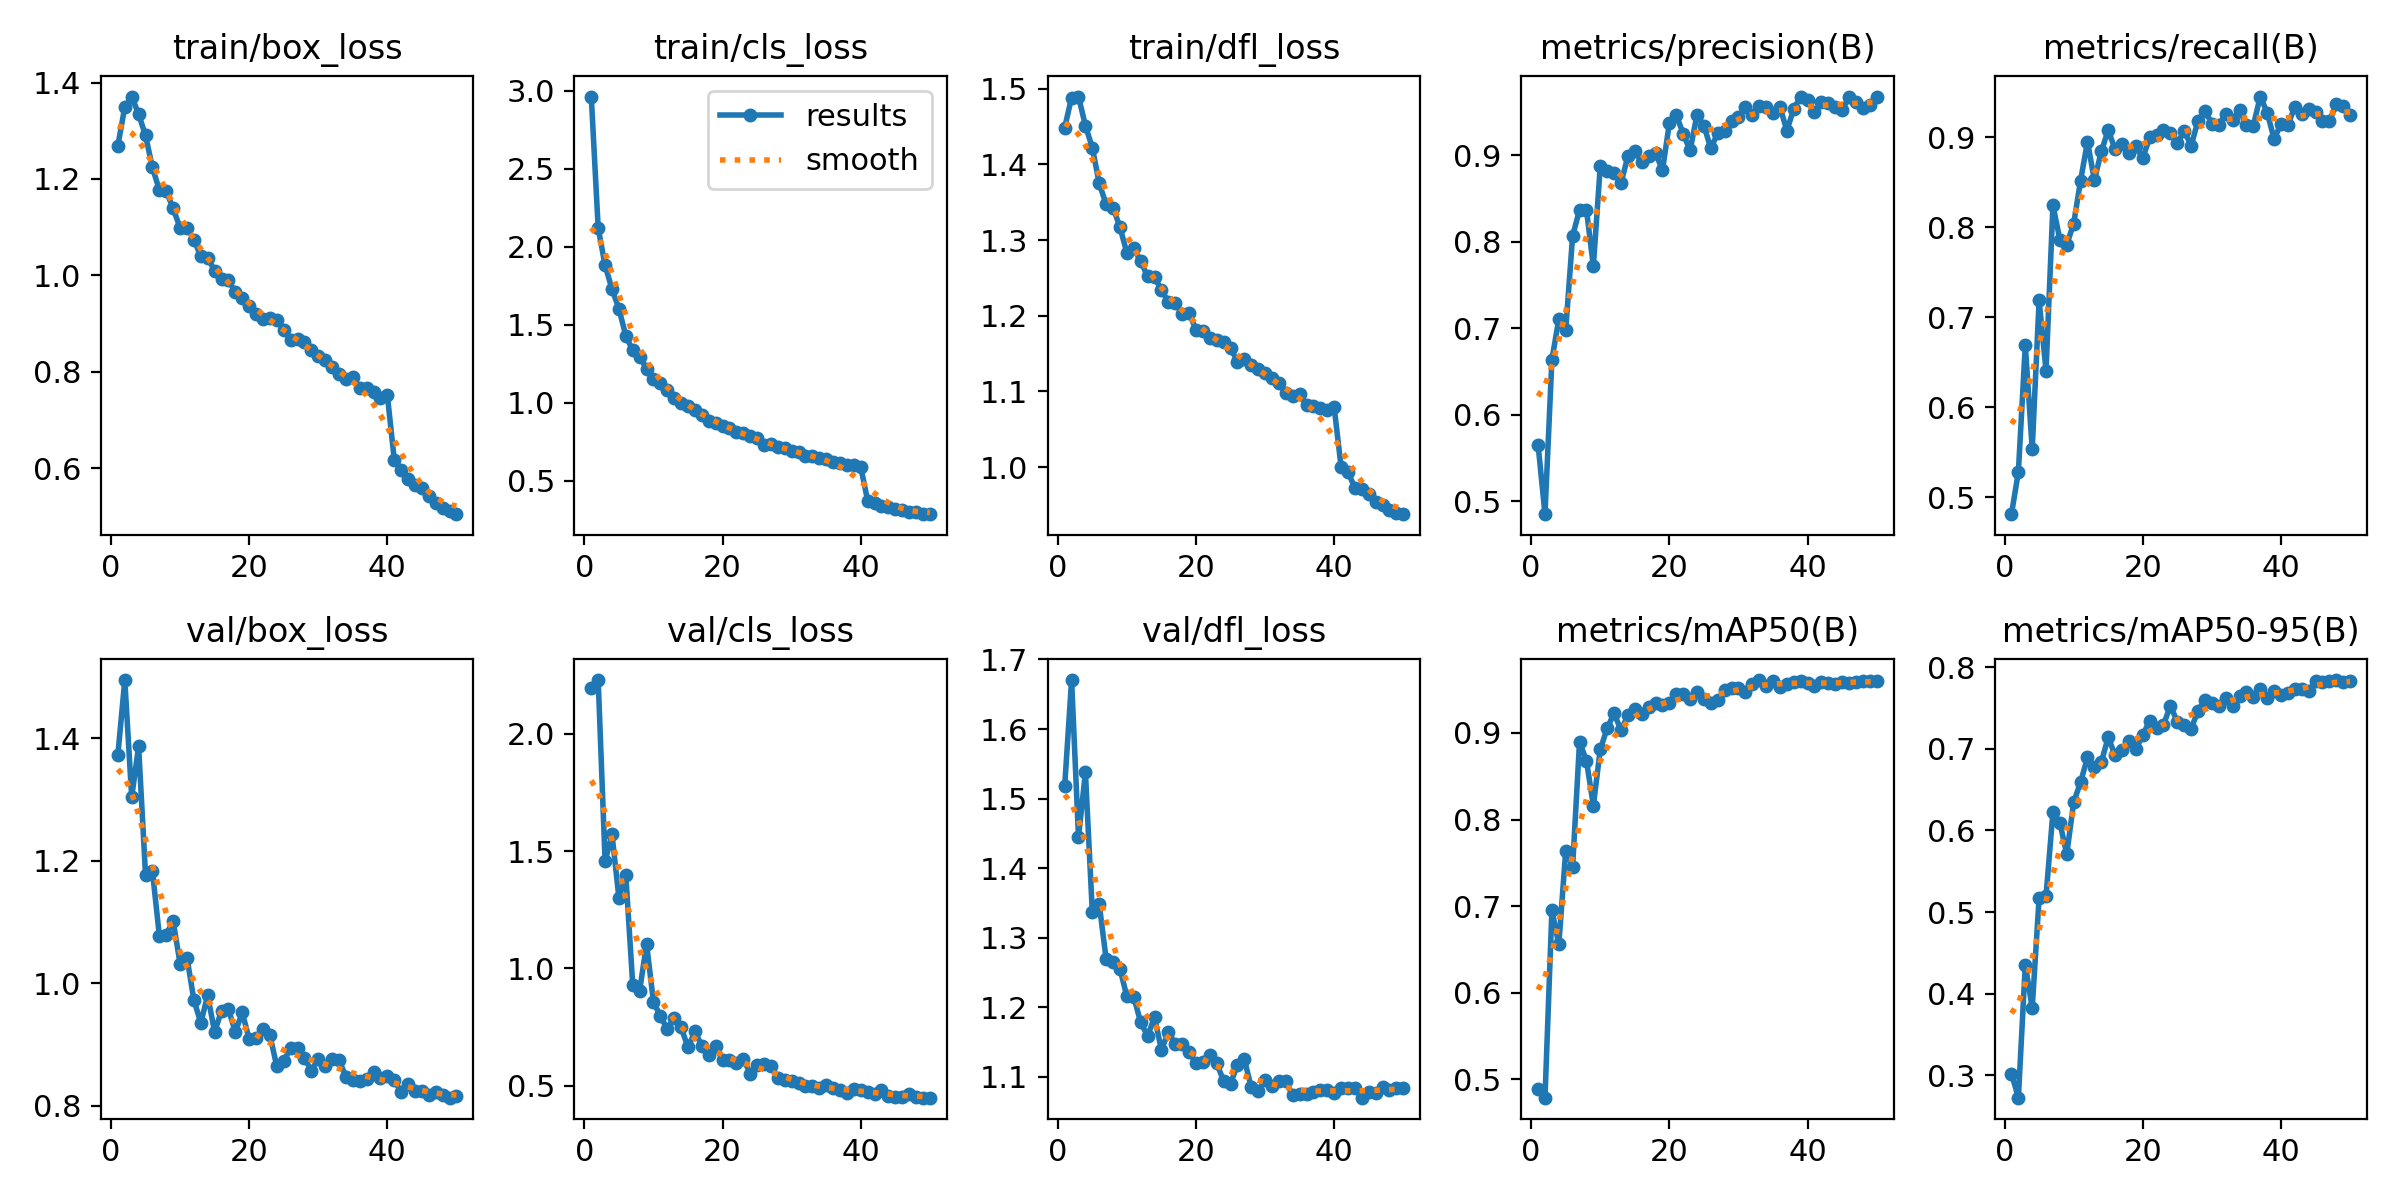 train/box_loss
1.4
1.2
1.0
0.8
0.6
0 20 40
train/cls_loss
results
smooth
3.0
2.5
2.0
1.5
1.0
0.5
0 20 40
train/dfl_loss
1.5
1.4
1.3
1.2
1.1
1.0
0 20 40
metrics/precision(B)
0.9
0.8
0.7
0.6
0.5
0 20 40
metrics/recall(B)
0.9
0.8
0.7
0.6
0.5
0 20 40
val/box_loss
1.4
1.2
1.0
0.8
0 20 40
val/cls_loss
2.0
1.5
1.0
0.5
0 20 40
val/dfl_loss
1.7
1.6
1.5
1.4
1.3
1.2
1.1
0 20 40
metrics/mAP50(B)
0.9
0.8
0.7
0.6
0.5
0 20 40
metrics/mAP50-95(B)
0.8
0.7
0.6
0.5
0.4
0.3
0 20 40